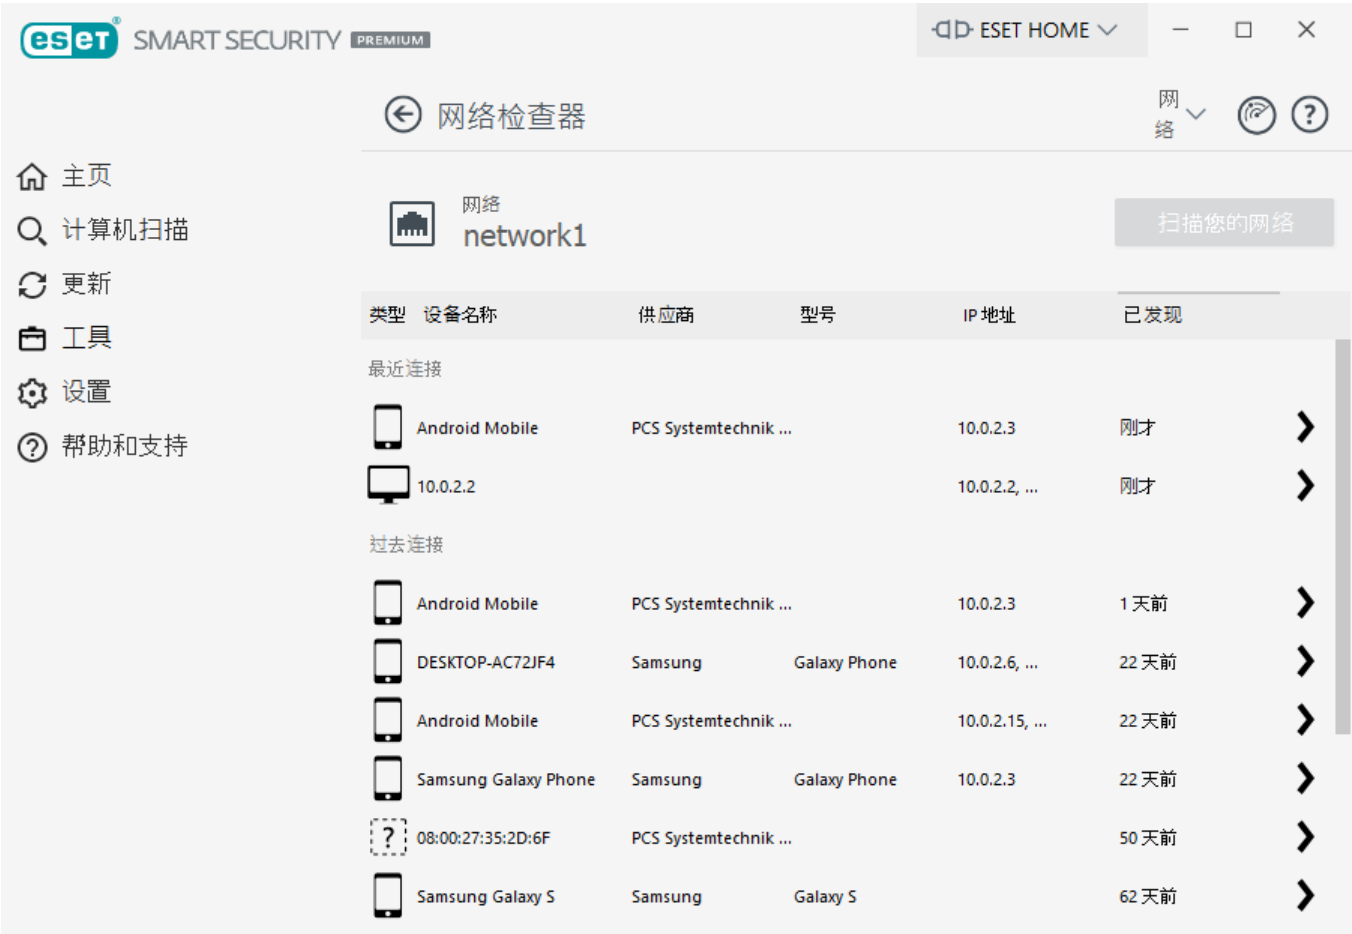 eset® SMART SECURITY PREMIUM
ESET HOME
网络检查器
网络
?
主页
计算机扫描
更新
工具
设置
帮助和支持
网络
network1
扫描您的网络
类型 设备名称 供应商 型号 IP 地址 已发现
最近连接
Android Mobile PCS Systemtechnik ... 10.0.2.3 刚才
10.0.2.2 10.0.2.2, ... 刚才
过去连接
Android Mobile PCS Systemtechnik ... 10.0.2.3 1 天前
DESKTOP-AC72JF4 Samsung Galaxy Phone 10.0.2.6, ... 22 天前
Android Mobile PCS Systemtechnik ... 10.0.2.15, ... 22 天前
Samsung Galaxy Phone Samsung Galaxy Phone 10.0.2.3 22 天前
? 08:00:27:35:2D:6F PCS Systemtechnik ... 50 天前
Samsung Galaxy S Samsung Galaxy S 62 天前